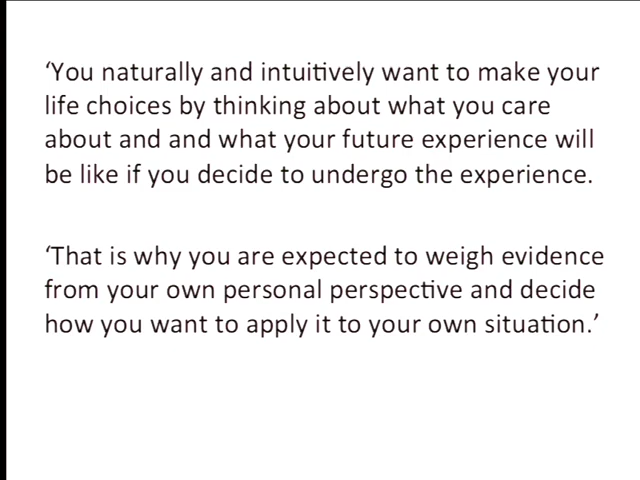 ‘You naturally and intuitively want to make your
life choices by thinking about what you care
about and and what your future experience will
be like if you decide to undergo the experience.
‘That is why you are expected to weigh evidence
from your own personal perspective and decide
how you want to apply it to your own situation.’